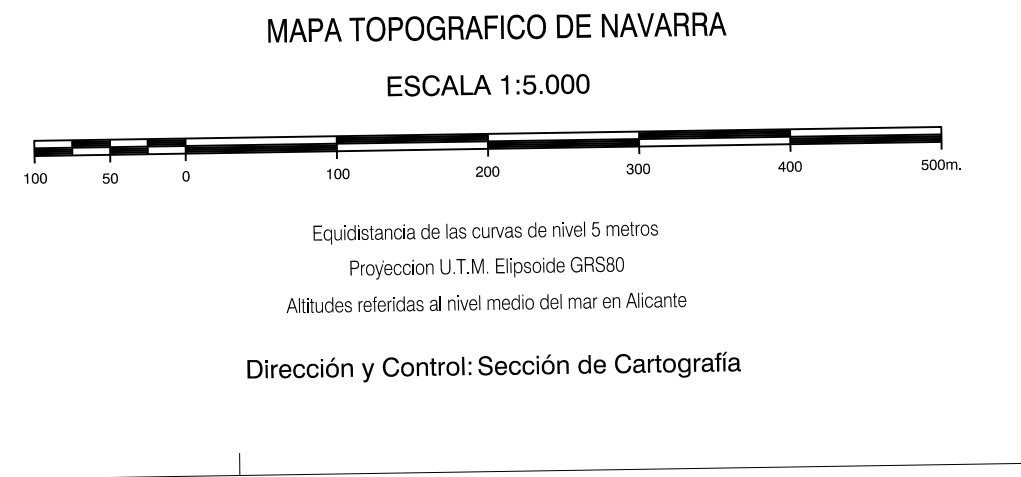 MAPA TOPOGRAFICO DE NAVARRA
ESCALA 1:5.000
100 50 0 100 200 300 400 500m.
Equidistancia de las curvas de nivel 5 metros
Proyeccion U.T.M. Elipsoide GRS80
Altitudes referidas al nivel medio del mar en Alicante
Dirección y Control: Sección de Cartografía